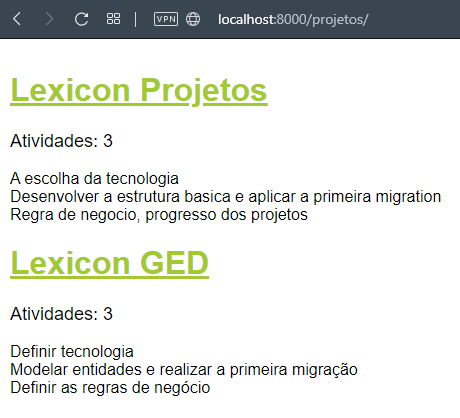 VPN localhost:8000/projetos/
Lexicon Projetos
Atividades: 3
A escolha da tecnologia
Desenvolver a estrutura basica e aplicar a primeira migration
Regra de negocio, progresso dos projetos
Lexicon GED
Atividades: 3
Definir tecnologia
Modelar entidades e realizar a primeira migração
Definir as regras de negócio